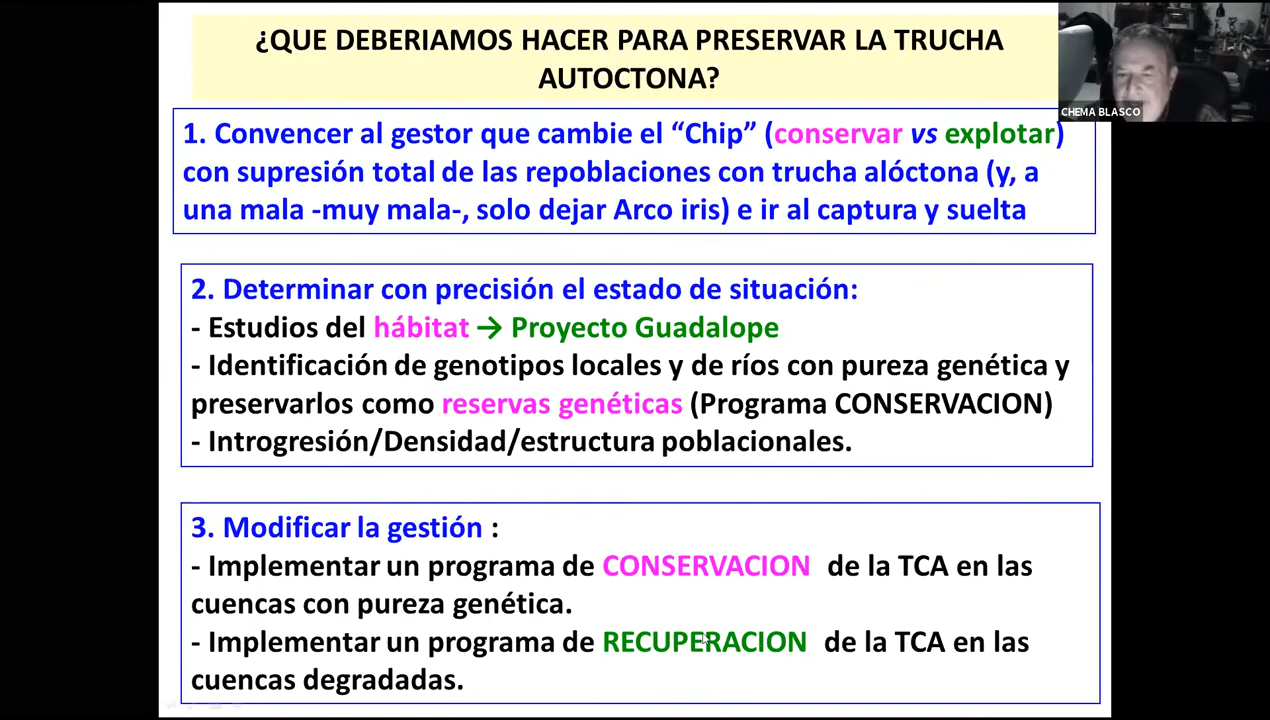 ¿QUE DEBERIAMOS HACER PARA PRESERVAR LA TRUCHA
AUTOCTONA?
CHEMA BLASCO
1. Convencer al gestor que cambie el “Chip” (conservar vs explotar)
con supresión total de las repoblaciones con trucha alóctona (y, a
una mala -muy mala-, solo dejar Arco iris) e ir al captura y suelta
2. Determinar con precisión el estado de situación:
- Estudios del hábitat → Proyecto Guadalope
- Identificación de genotipos locales y de ríos con pureza genética y
preservarlos como reservas genéticas (Programa CONSERVACION)
- Introgresión/Densidad/estructura poblacionales.
3. Modificar la gestión :
- Implementar un programa de CONSERVACION de la TCA en las
cuencas con pureza genética.
- Implementar un programa de RECUPERACION de la TCA en las
cuencas degradadas.